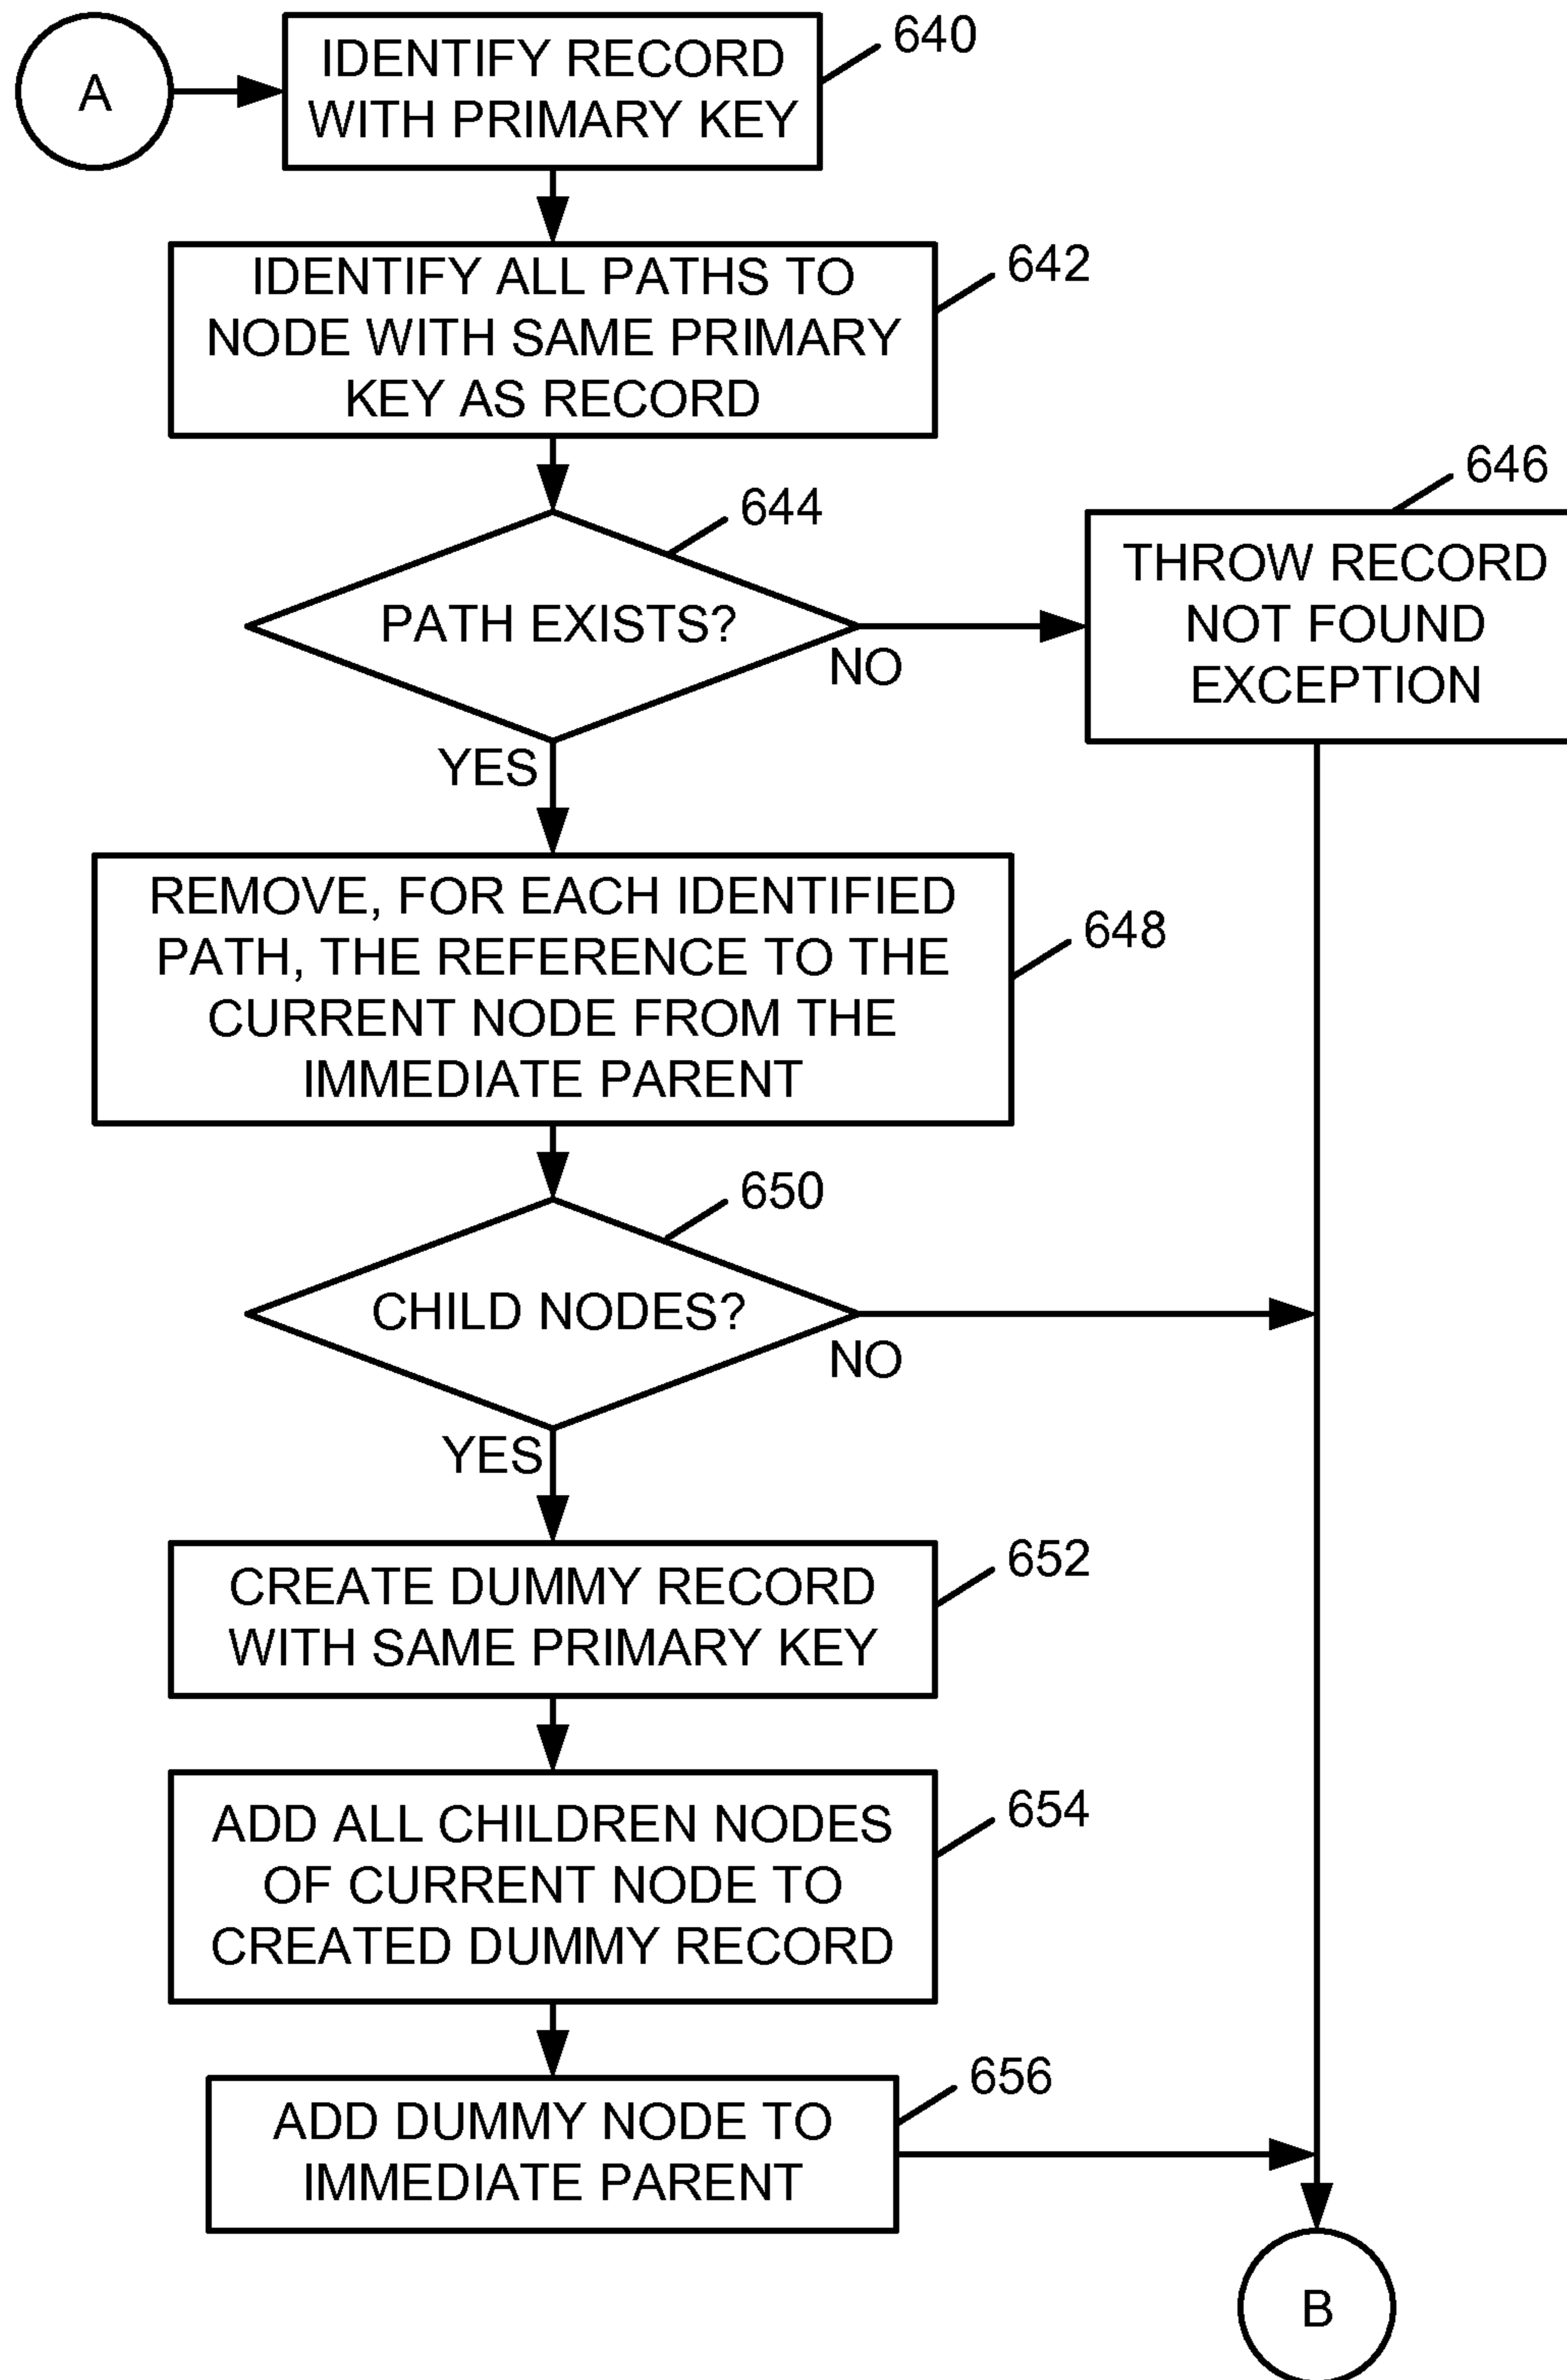 A
IDENTIFY RECORD
WITH PRIMARY KEY
640
IDENTIFY ALL PATHS TO
NODE WITH SAME PRIMARY
KEY AS RECORD
642
PATH EXISTS?
644
NO
YES
THROW RECORD
NOT FOUND
EXCEPTION
646
REMOVE, FOR EACH IDENTIFIED
PATH, THE REFERENCE TO THE
CURRENT NODE FROM THE
IMMEDIATE PARENT
648
CHILD NODES?
650
NO
YES
CREATE DUMMY RECORD
WITH SAME PRIMARY KEY
652
ADD ALL CHILDREN NODES
OF CURRENT NODE TO
CREATED DUMMY RECORD
654
ADD DUMMY NODE TO
IMMEDIATE PARENT
656
B